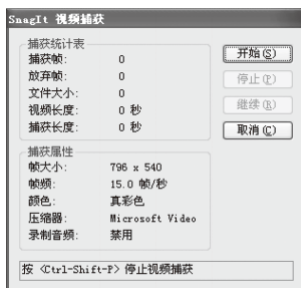 SnagIt 视频捕获
捕获统计表
捕获帧: 0
放弃帧: 0
文件大小: 0
视频长度: 0 秒
捕获长度: 0 秒
开始(S)
停止(P)
继续(R)
取消(C)
捕获属性
帧大小: 796 x 540
帧频: 15.0 帧/秒
颜色: 真彩色
压缩器: Microsoft Video
录制音频: 禁用
按 <Ctrl-Shift-P> 停止视频捕获